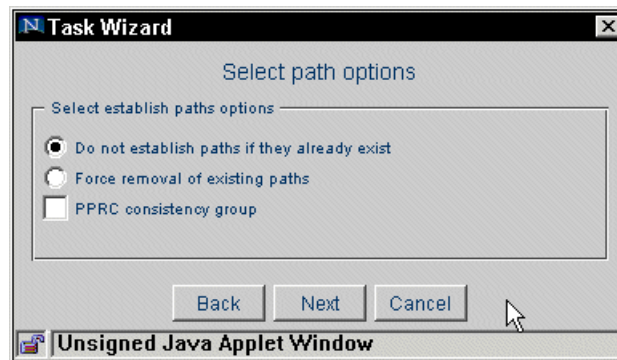 N Task Wizard
Select path options
Select establish paths options
Do not establish paths if they already exist
Force removal of existing paths
PPRC consistency group
Back Next Cancel
Unsigned Java Applet Window